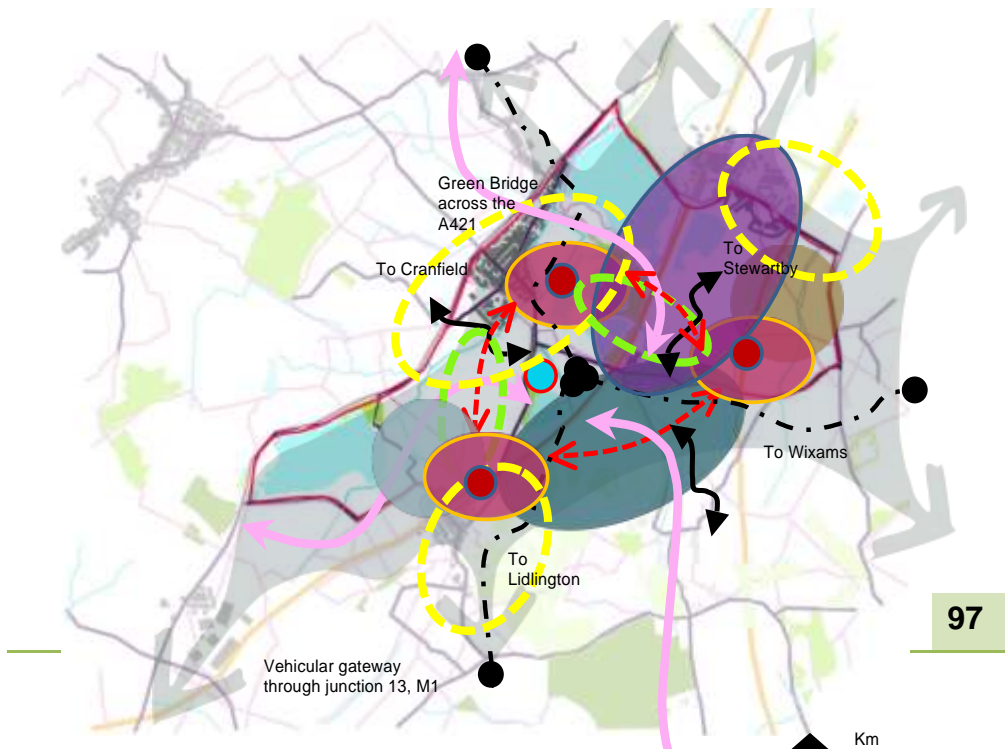 Green Bridge
across the
A421
To Cranfield
To
Stewartby
To Wixams
To
Lidlington
97
Vehicular gateway
through junction 13, M1
Km